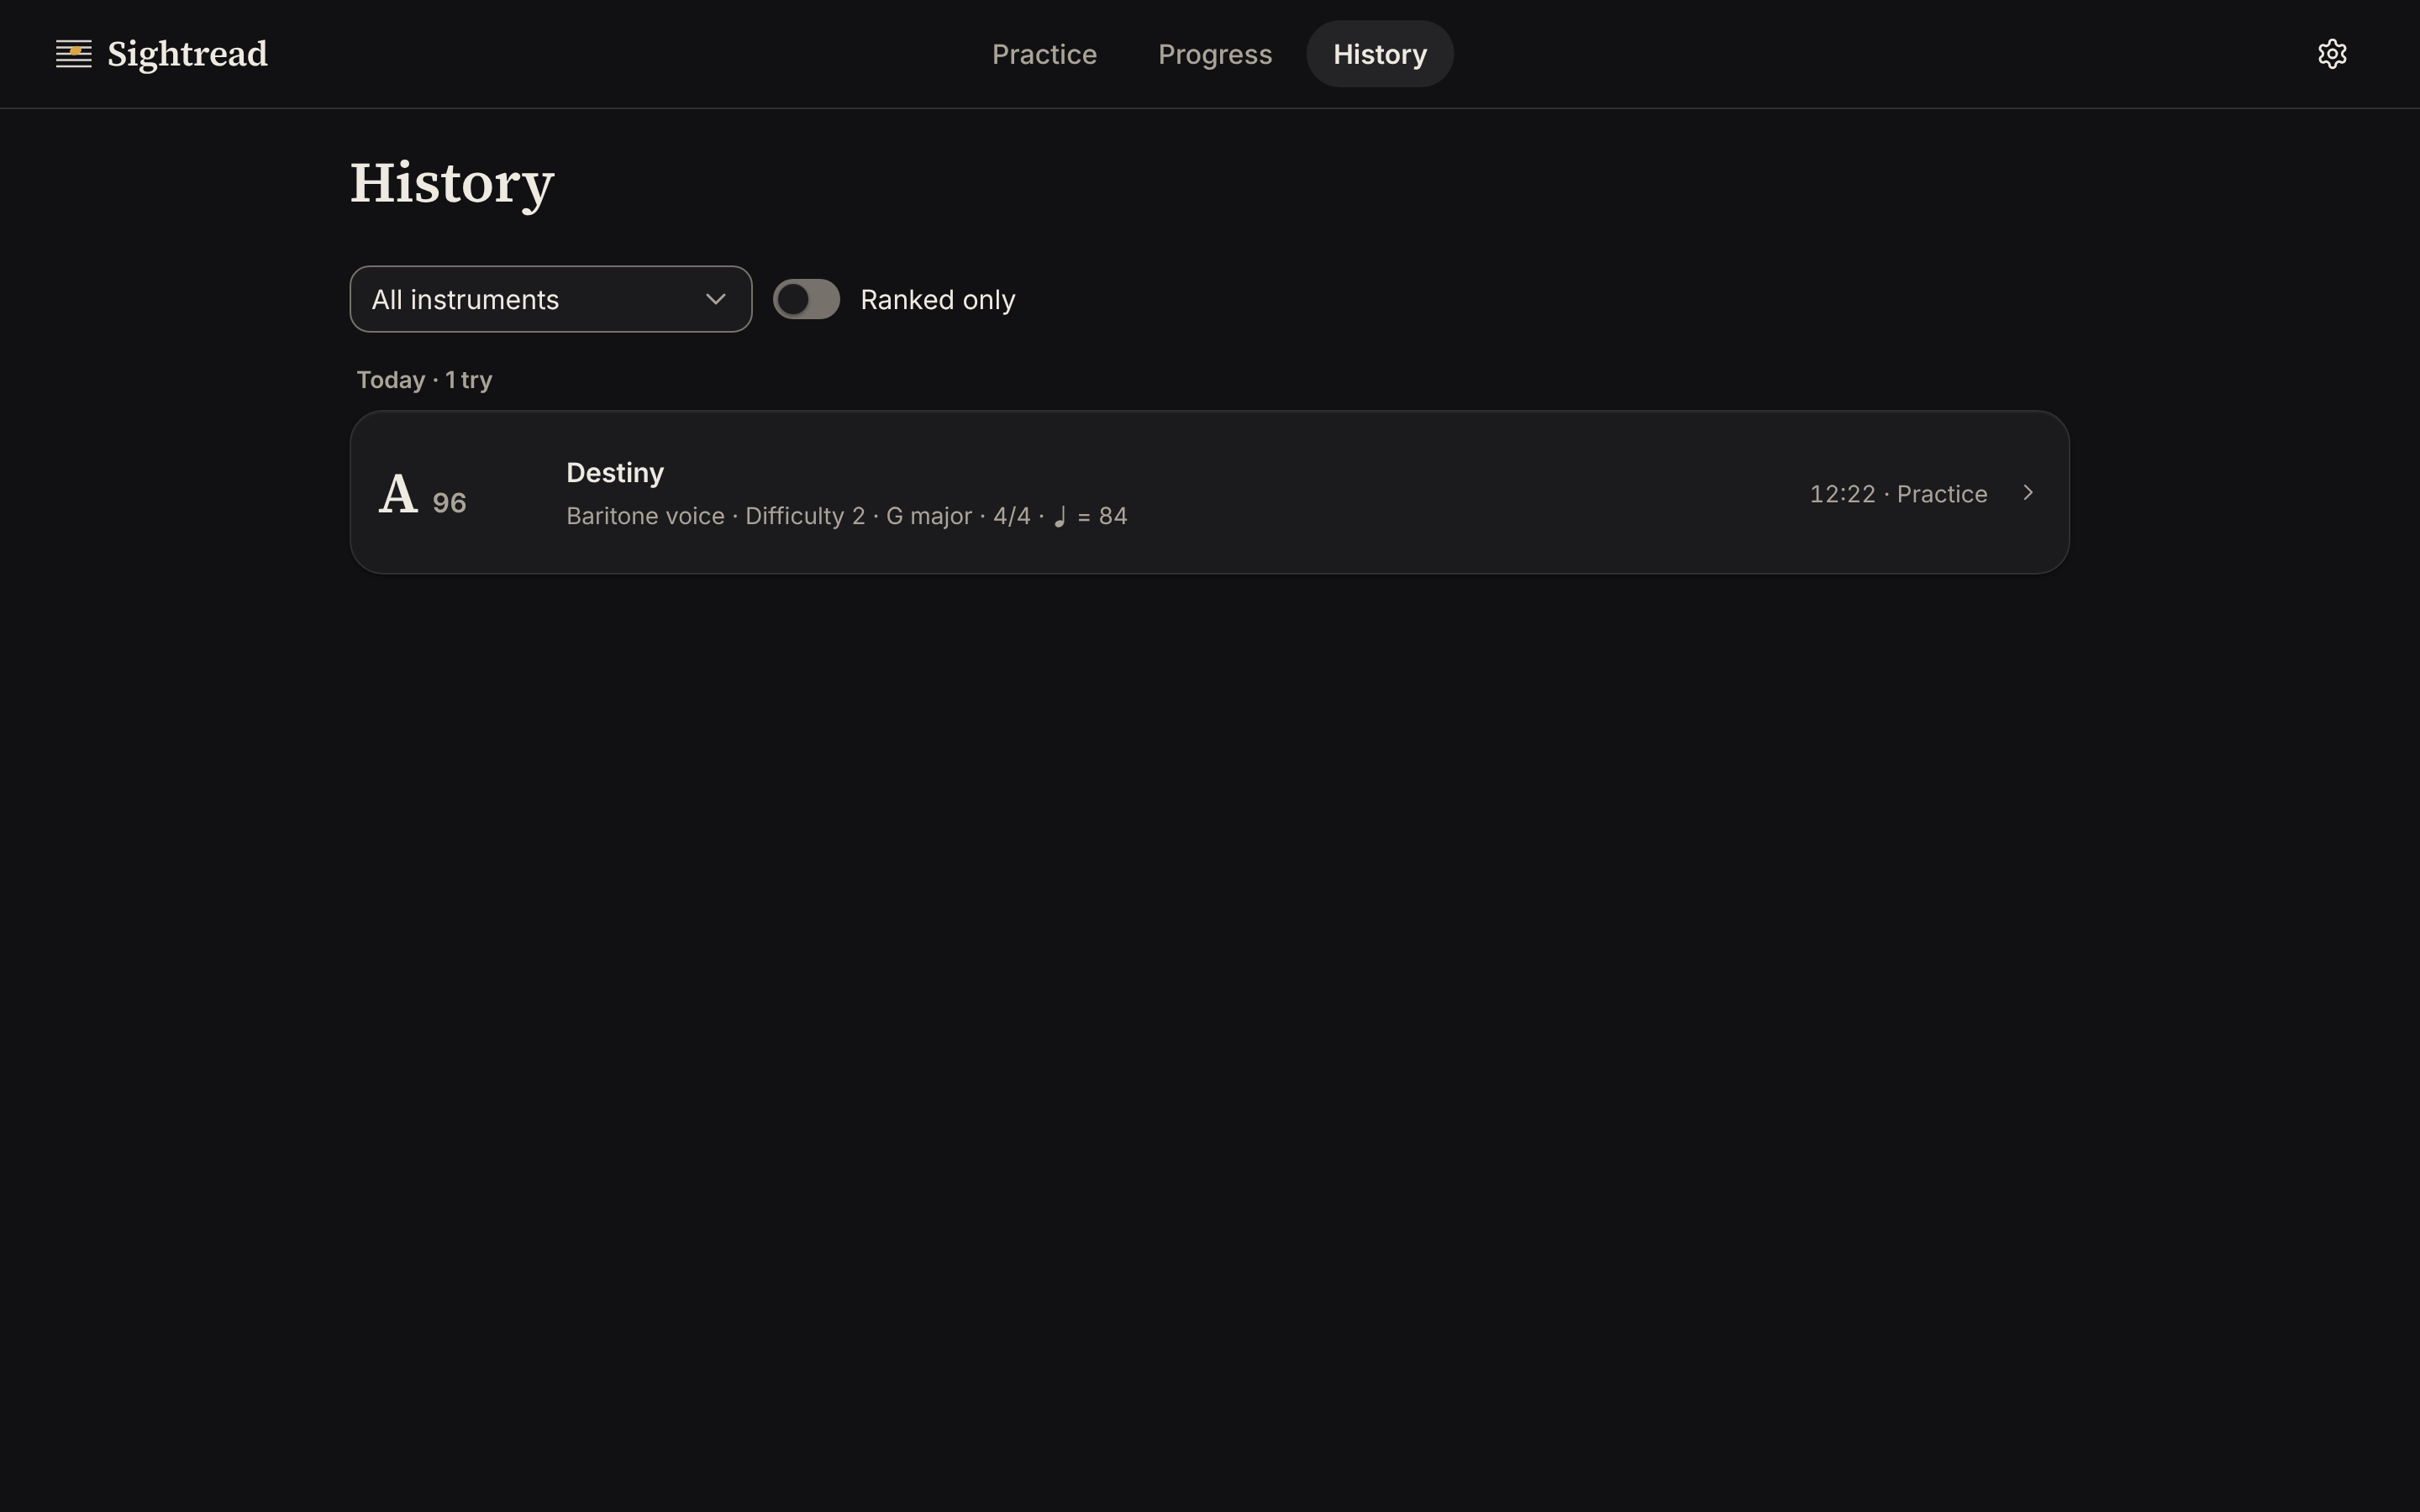 Sightread
Practice Progress History
History
All instruments
Ranked only
Today · 1 try
A 96
Destiny
Baritone voice · Difficulty 2 · G major · 4/4 · ♩ = 84
12:22 · Practice